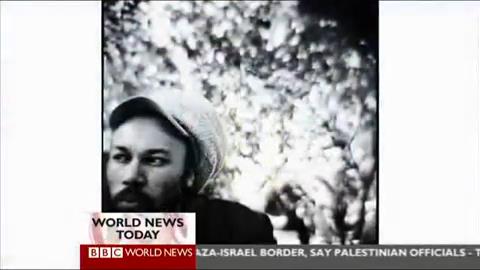 WORLD NEWS
TODAY
BBC WORLD NEWS AZA-ISRAEL BORDER, SAY PALESTINIAN OFFICIALS - T